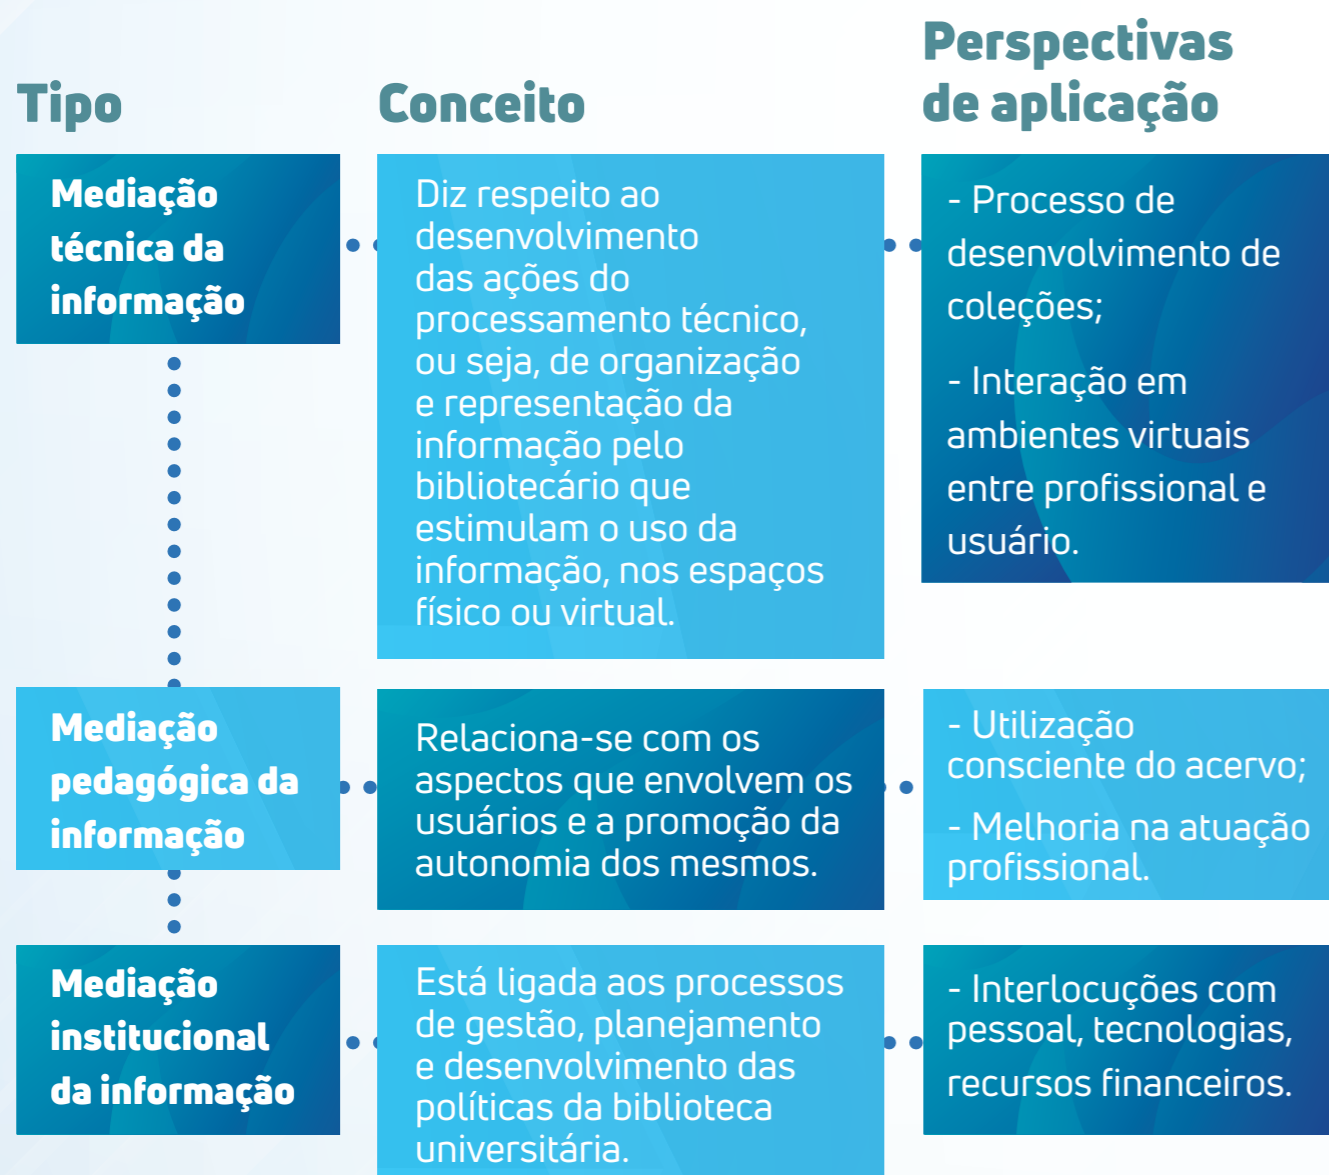 Tipo
Conceito
Perspectivas
de aplicação
Mediação
técnica da
informação
Diz respeito ao
desenvolvimento
das ações do
processamento técnico,
ou seja, de organização
e representação da
informação pelo
bibliotecário que
estimulam o uso da
informação, nos espaços
físico ou virtual.
- Processo de
desenvolvimento de
coleções;
- Interação em
ambientes virtuais
entre profissional e
usuário.
Mediação
pedagógica da
informação
Relaciona-se com os
aspectos que envolvem os
usuários e a promoção da
autonomia dos mesmos.
- Utilização
consciente do acervo;
- Melhoria na atuação
profissional.
Mediação
institucional
da informação
Está ligada aos processos
de gestão, planejamento
e desenvolvimento das
políticas da biblioteca
universitária.
- Interlocuções com
pessoal, tecnologias,
recursos financeiros.